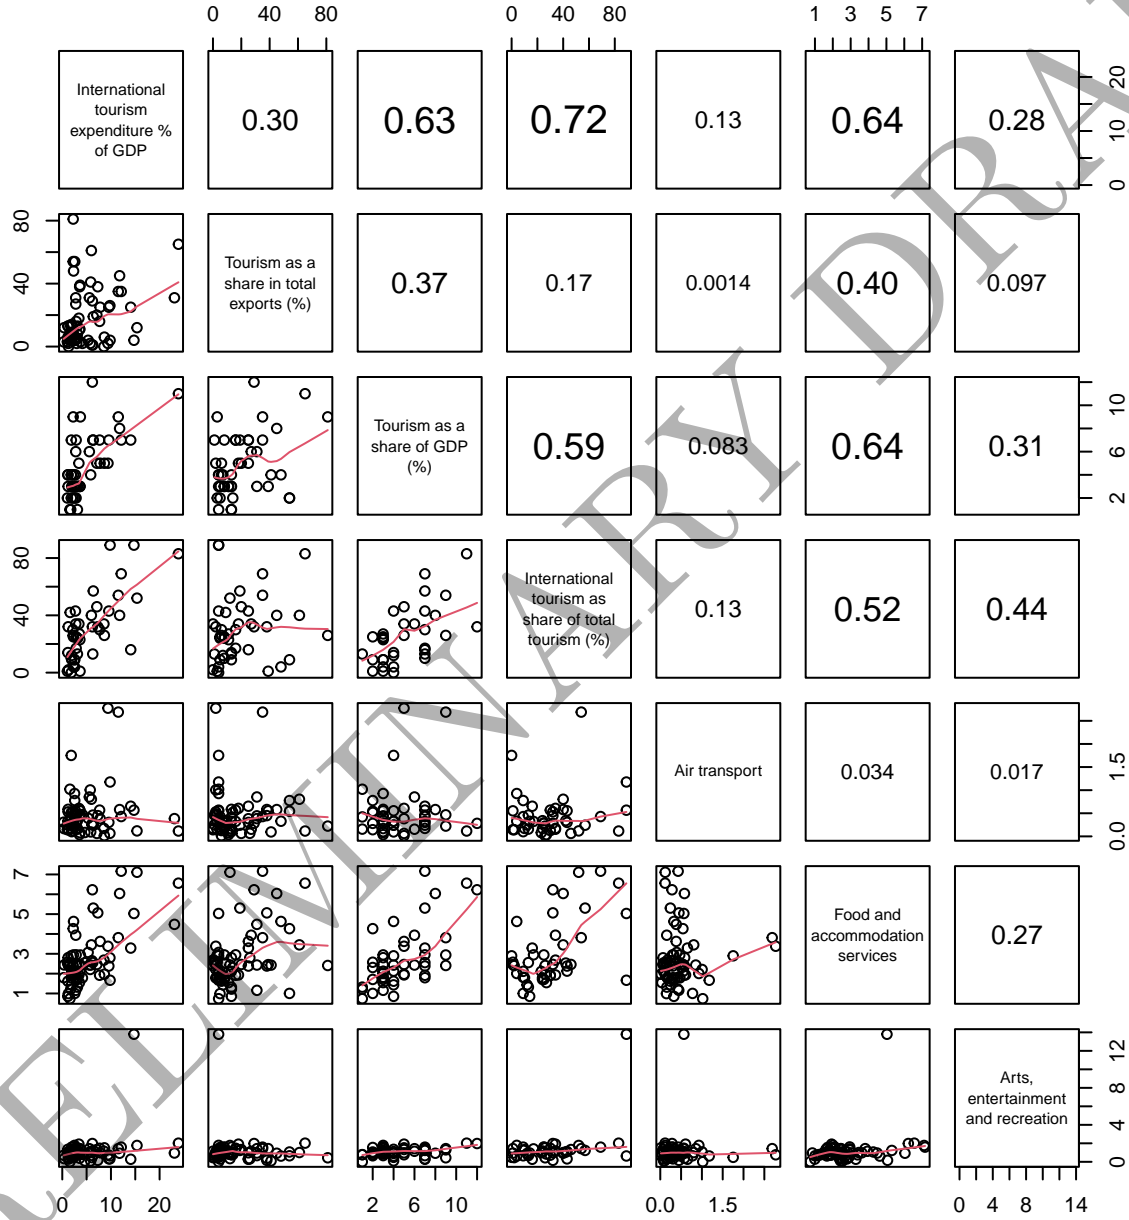 0 40 80 0 40 80 1 3 5 7
International
tourism
expenditure %
of GDP
0.30 0.63 0.72 0.13 0.64 0.28
0 10 20
0 40 80
Tourism as a
share in total
exports (%)
0.37 0.17 0.0014 0.40 0.097
Tourism as a
share of GDP
(%)
0.59 0.083 0.64 0.31
2 6 10
0 40 80
International
tourism as
share of total
tourism (%)
0.13 0.52 0.44
Air transport
0.034 0.017
0.0 1.5
1 3 5 7
Food and
accommodation
services
0.27
Arts,
entertainment
and recreation
0 4 8 12
0 10 20 2 6 10 0.0 1.5 0 4 8 14
RELIMINARY DRA